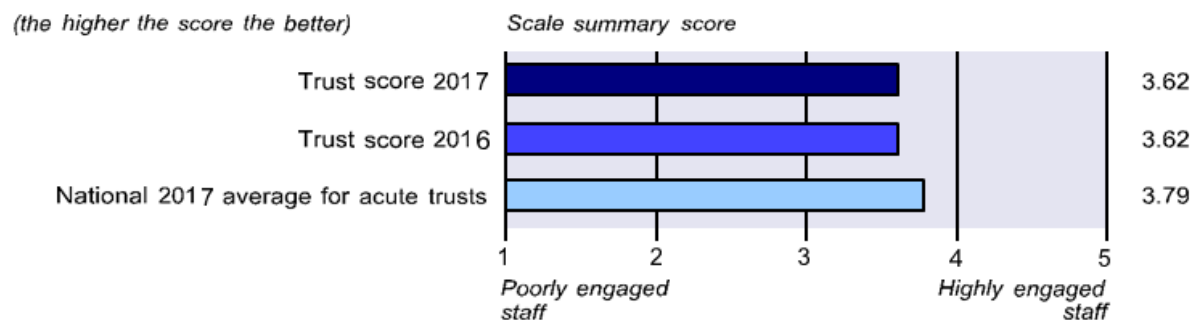 (the higher the score the better) Scale summary score
Trust score 2017 3.62
Trust score 2016 3.62
National 2017 average for acute trusts 3.79
1 2 3 4 5
Poorly engaged Highly engaged
staff staff